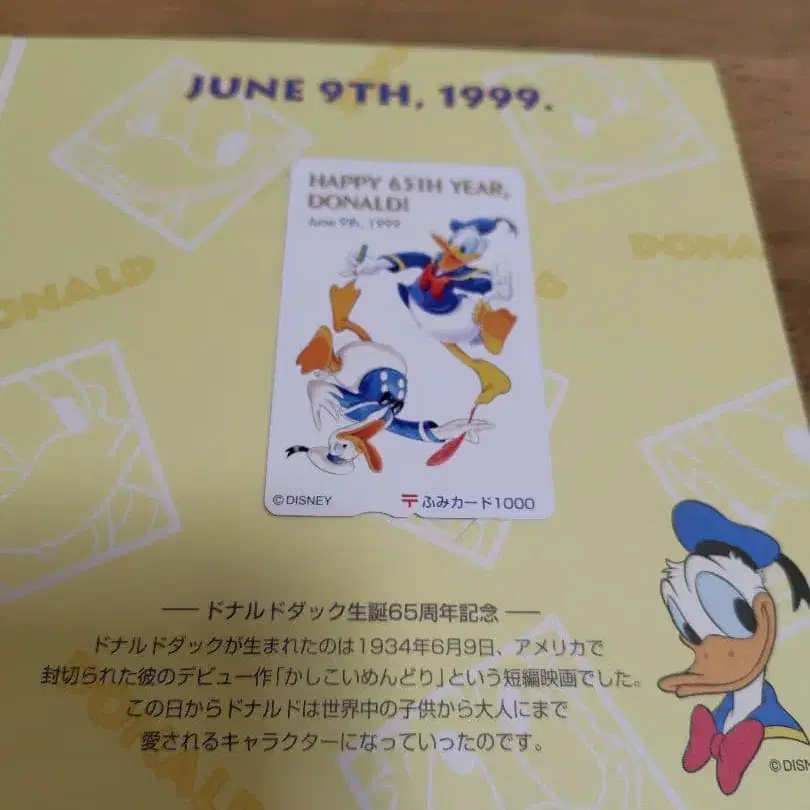 JUNE 9TH, 1999.
HAPPY 65TH YEAR,
DONALD!
June 9th, 1999
DONALD
DONALD
©DISNEY
〒ふみカード1000
― ドナルドダック生誕65周年記念 ―
ドナルドダックが生まれたのは1934年6月9日、アメリカで
封切られた彼のデビュー作「かしこいめんどり」という短編映画でした。
この日からドナルドは世界中の子供から大人にまで
愛されるキャラクターになっていったのです。
©DISN